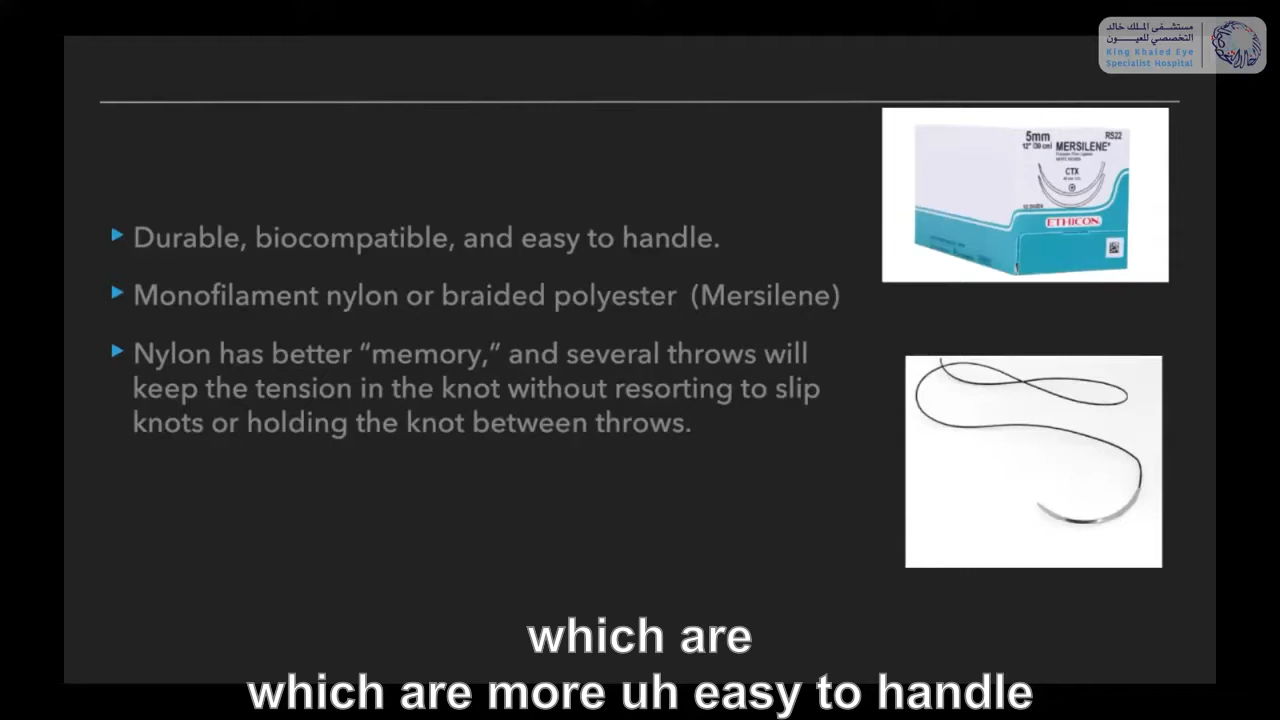 مستشفى الملك خالد
التخصصي للعيون
King Khaled Eye
Specialist Hospital
5mm
RS22
12" (30 cm) MERSILENE*
CTX
ETHICON
Durable, biocompatible, and easy to handle.
Monofilament nylon or braided polyester (Mersilene)
Nylon has better “memory,” and several throws will
keep the tension in the knot without resorting to slip
knots or holding the knot between throws.
which are
which are more uh easy to handle